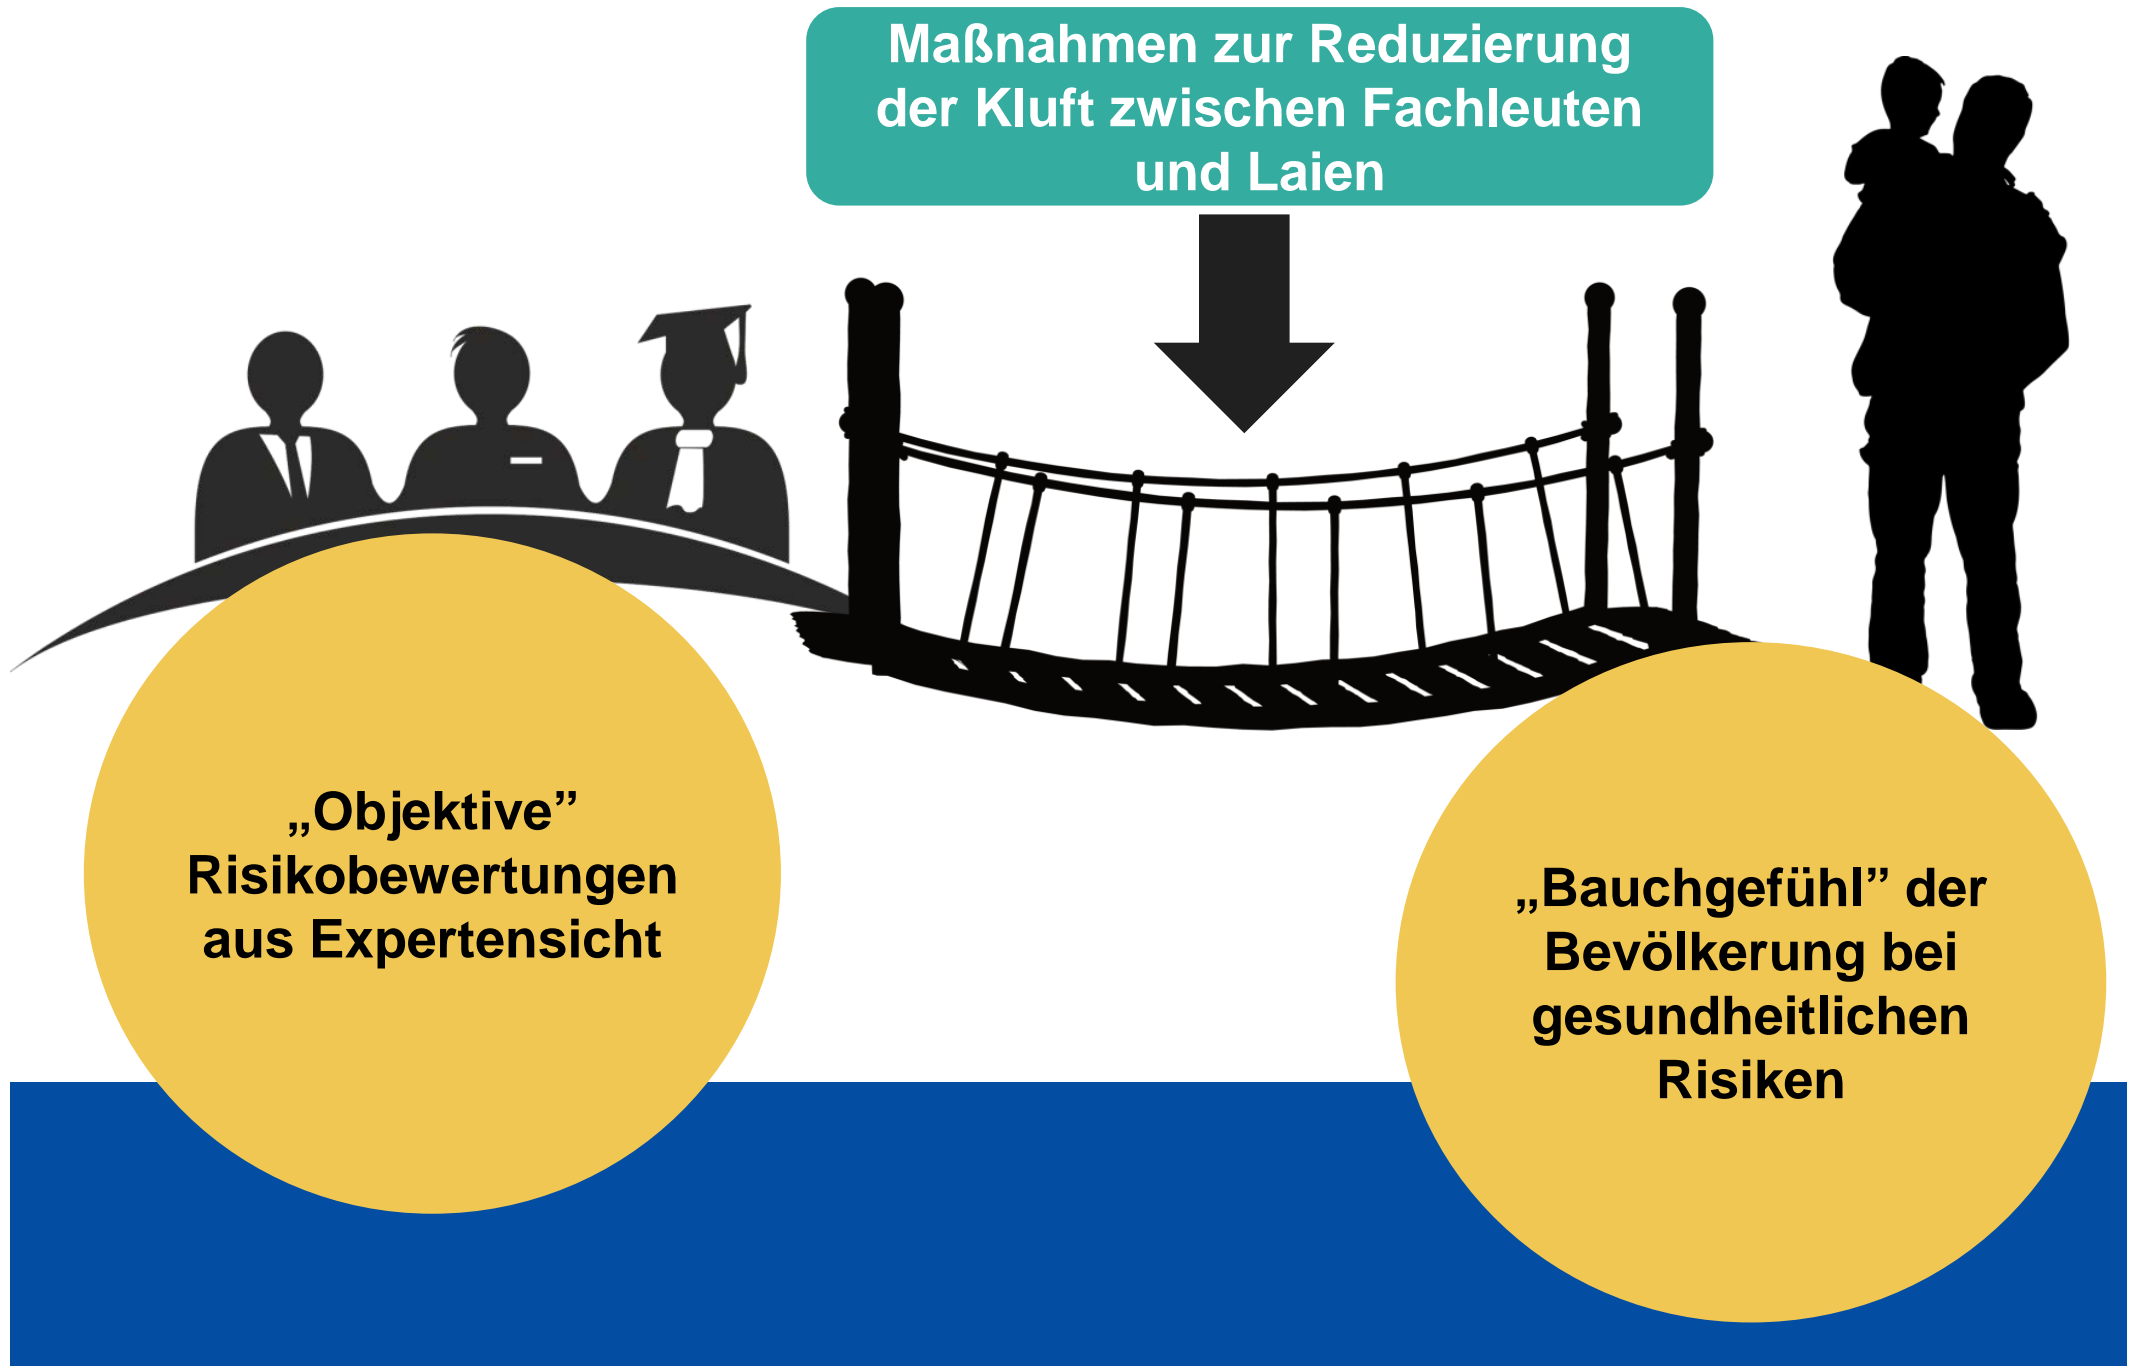 Maßnahmen zur Reduzierung
der Kluft zwischen Fachleuten
und Laien
„Objektive”
Risikobewertungen
aus Expertensicht
„Bauchgefühl” der
Bevölkerung bei
gesundheitlichen
Risiken